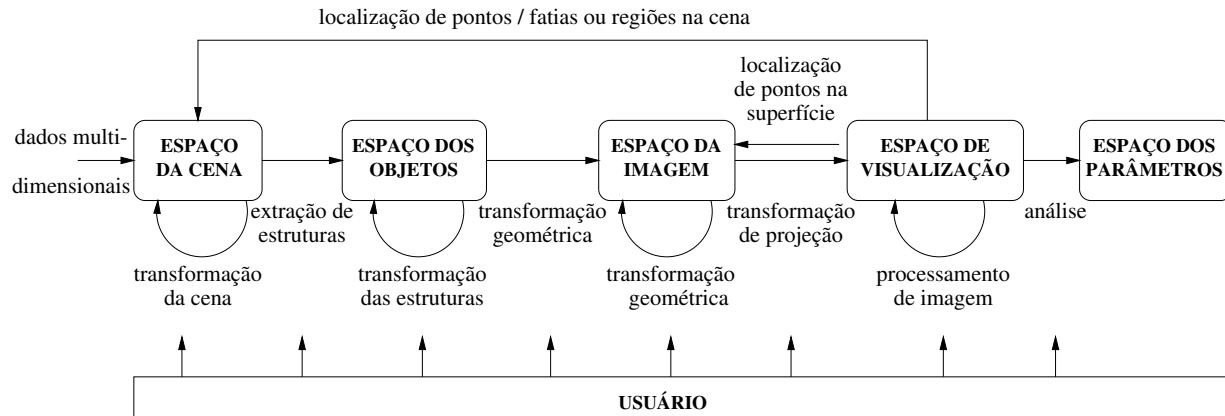 localização de pontos / fatias ou regiões na cena
localização
de pontos na
superfície
dados multi-
dimensionais
ESPAÇO
DA CENA
ESPAÇO DOS
OBJETOS
ESPAÇO DA
IMAGEM
ESPAÇO DE
VISUALIZAÇÃO
ESPAÇO DOS
PARÂMETROS
extração de
estruturas
transformação
geométrica
transformação
de projeção
análise
transformação
da cena
transformação
das estruturas
transformação
geométrica
processamento
de imagem
USUÁRIO